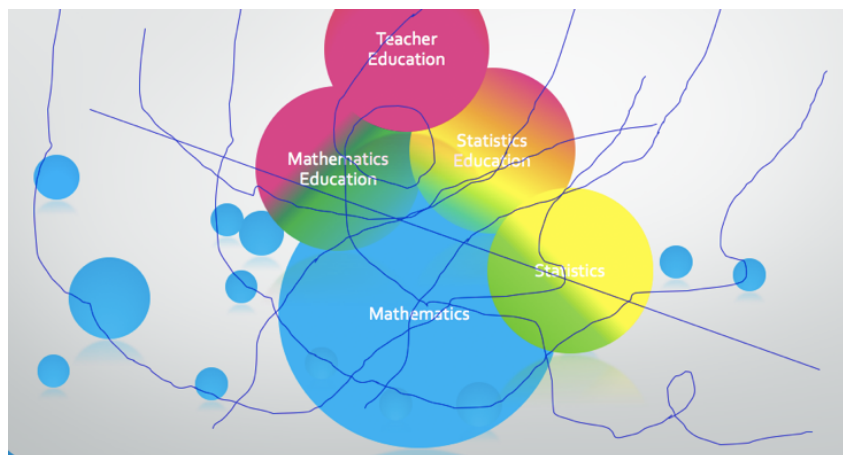 Teacher
Education
Statistics
Education
Mathematics
Education
Statistics
Mathematics